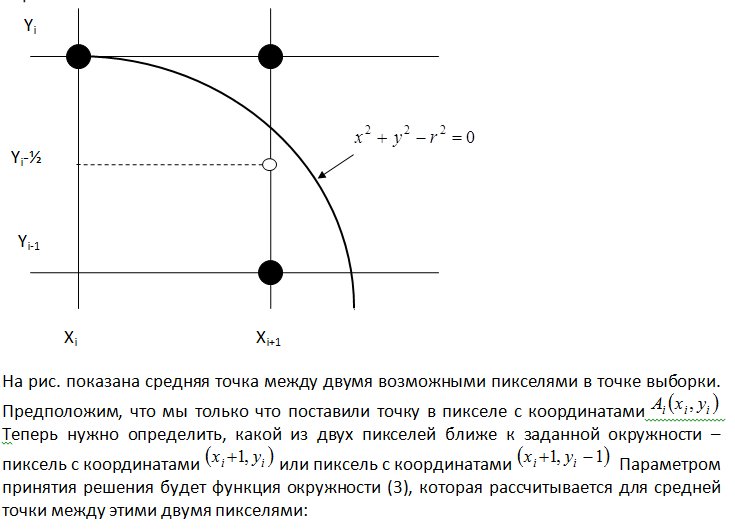 Yi
x² + y² − r² = 0
Yi-½
Yi-1
Xi Xi+1
На рис. показана средняя точка между двумя возможными пикселями в точке выборки.
Предположим, что мы только что поставили точку в пикселе с координатами Ai(xi, yi)
Теперь нужно определить, какой из двух пикселей ближе к заданной окружности –
пиксель с координатами (xi+1, yi) или пиксель с координатами (xi+1, yi −1) Параметром
принятия решения будет функция окружности (3), которая рассчитывается для средней
точки между этими двумя пикселями: